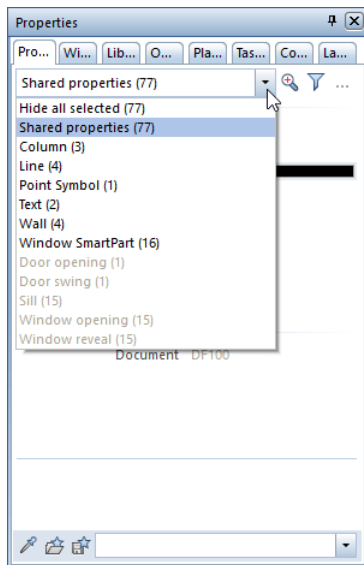 Properties
Pro... Wi... Lib... O... Pla... Tas... Co... La...
Shared properties (77)
...
Hide all selected (77)
Shared properties (77)
Column (3)
Line (4)
Point Symbol (1)
Text (2)
Wall (4)
Window SmartPart (16)
Door opening (1)
Door swing (1)
Sill (15)
Window opening (15)
Window reveal (15)
Document DF100